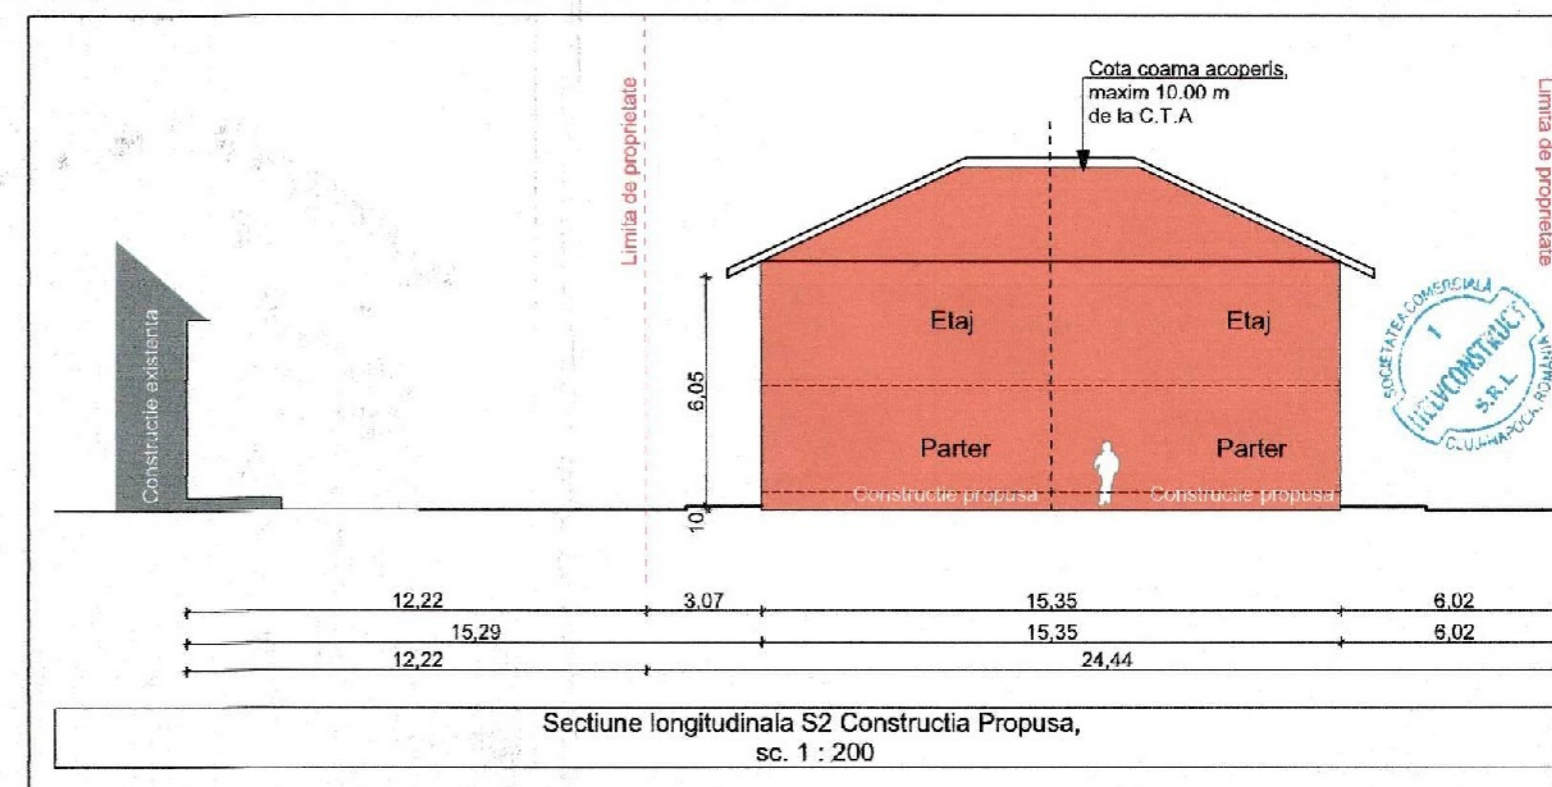 Cota coama acoperis,
maxim 10.00 m
de la C.T.A
Limita de proprietate
Limita de proprietate
Constructie existenta
Etaj
Etaj
6,05
Parter
Parter
Constructie propusa
Constructie propusa
10
SOCIETATEA COMERCIALĂ
1
S.R.L
CLUJ-NAPOCA, ROMANIA
12,22
3.07
15,35
6,02
15,29
15,35
6,02
12,22
24,44
Sectiune longitudinala S2 Constructia Propusa,
sc. 1 : 200